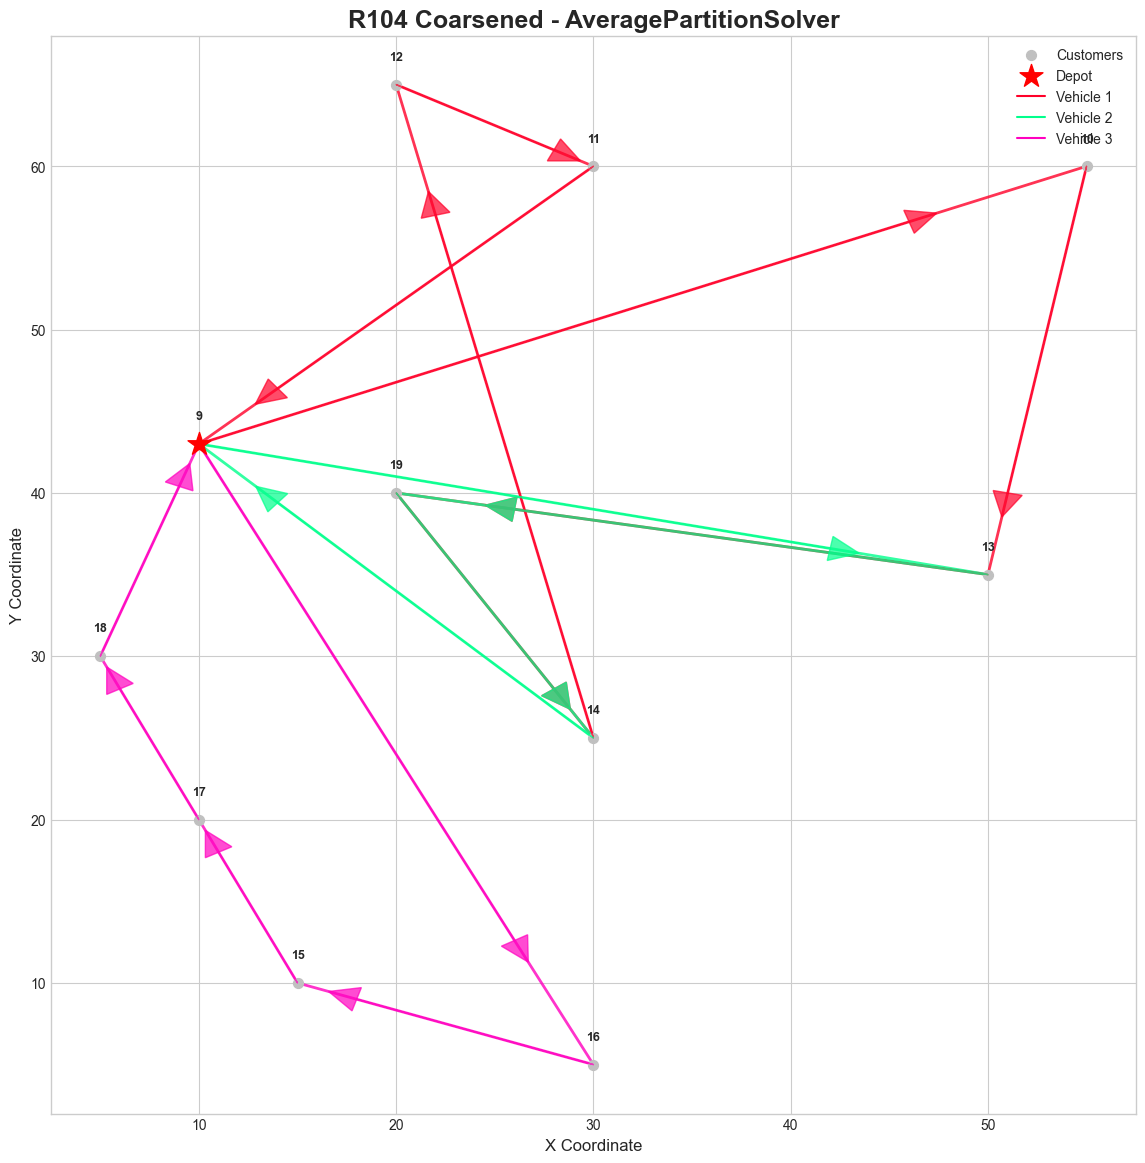 R104 Coarsened - AveragePartitionSolver
Customers
Depot
Vehicle 1
Vehicle 2
Vehicle 3
12
11
10
9
19
13
18
14
17
15
16
60
50
40
30
20
10
Y Coordinate
10
20
30
40
50
X Coordinate